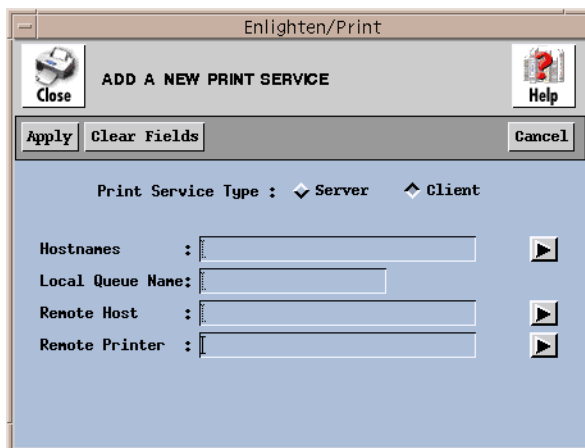 Enlighten/Print
Close
ADD A NEW PRINT SERVICE
Help
Apply Clear Fields Cancel
Print Service Type : Server Client
Hostnames :
Local Queue Name:
Remote Host :
Remote Printer :